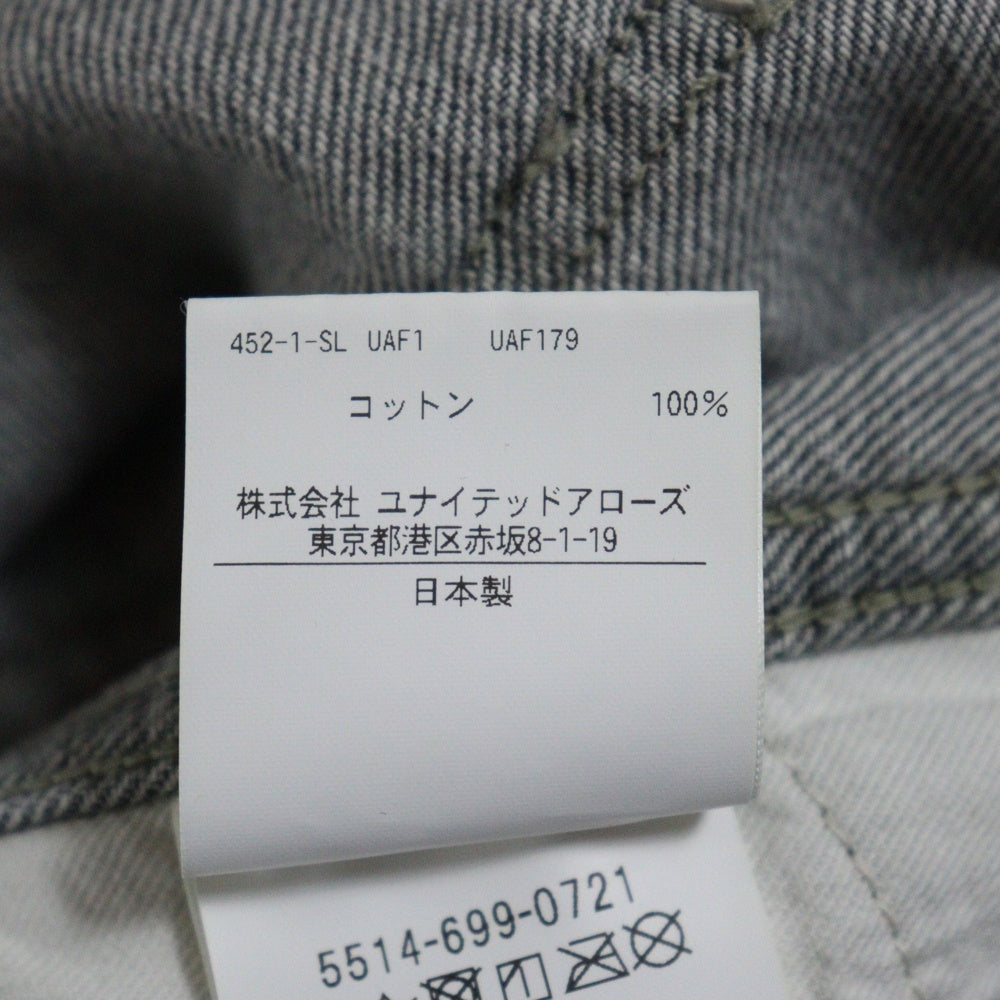 452-1-SL UAF1 UAF179
コットン 100%
株式会社 ユナイテッドアローズ
東京都港区赤坂8-1-19
日本製
5514-699-0721